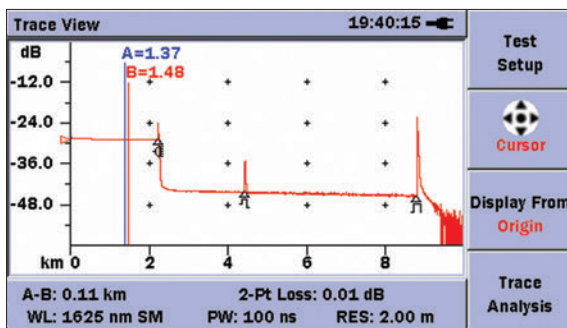 Trace View 19:40:15
dB
A=1.37
B=1.48
-12.0
-24.0
-36.0
-48.0
km 0 2 4 6 8
A-B: 0.11 km 2-Pt Loss: 0.01 dB
WL: 1625 nm SM PW: 100 ns RES: 2.00 m
Test
Setup
Cursor
Display From
Origin
Trace
Analysis